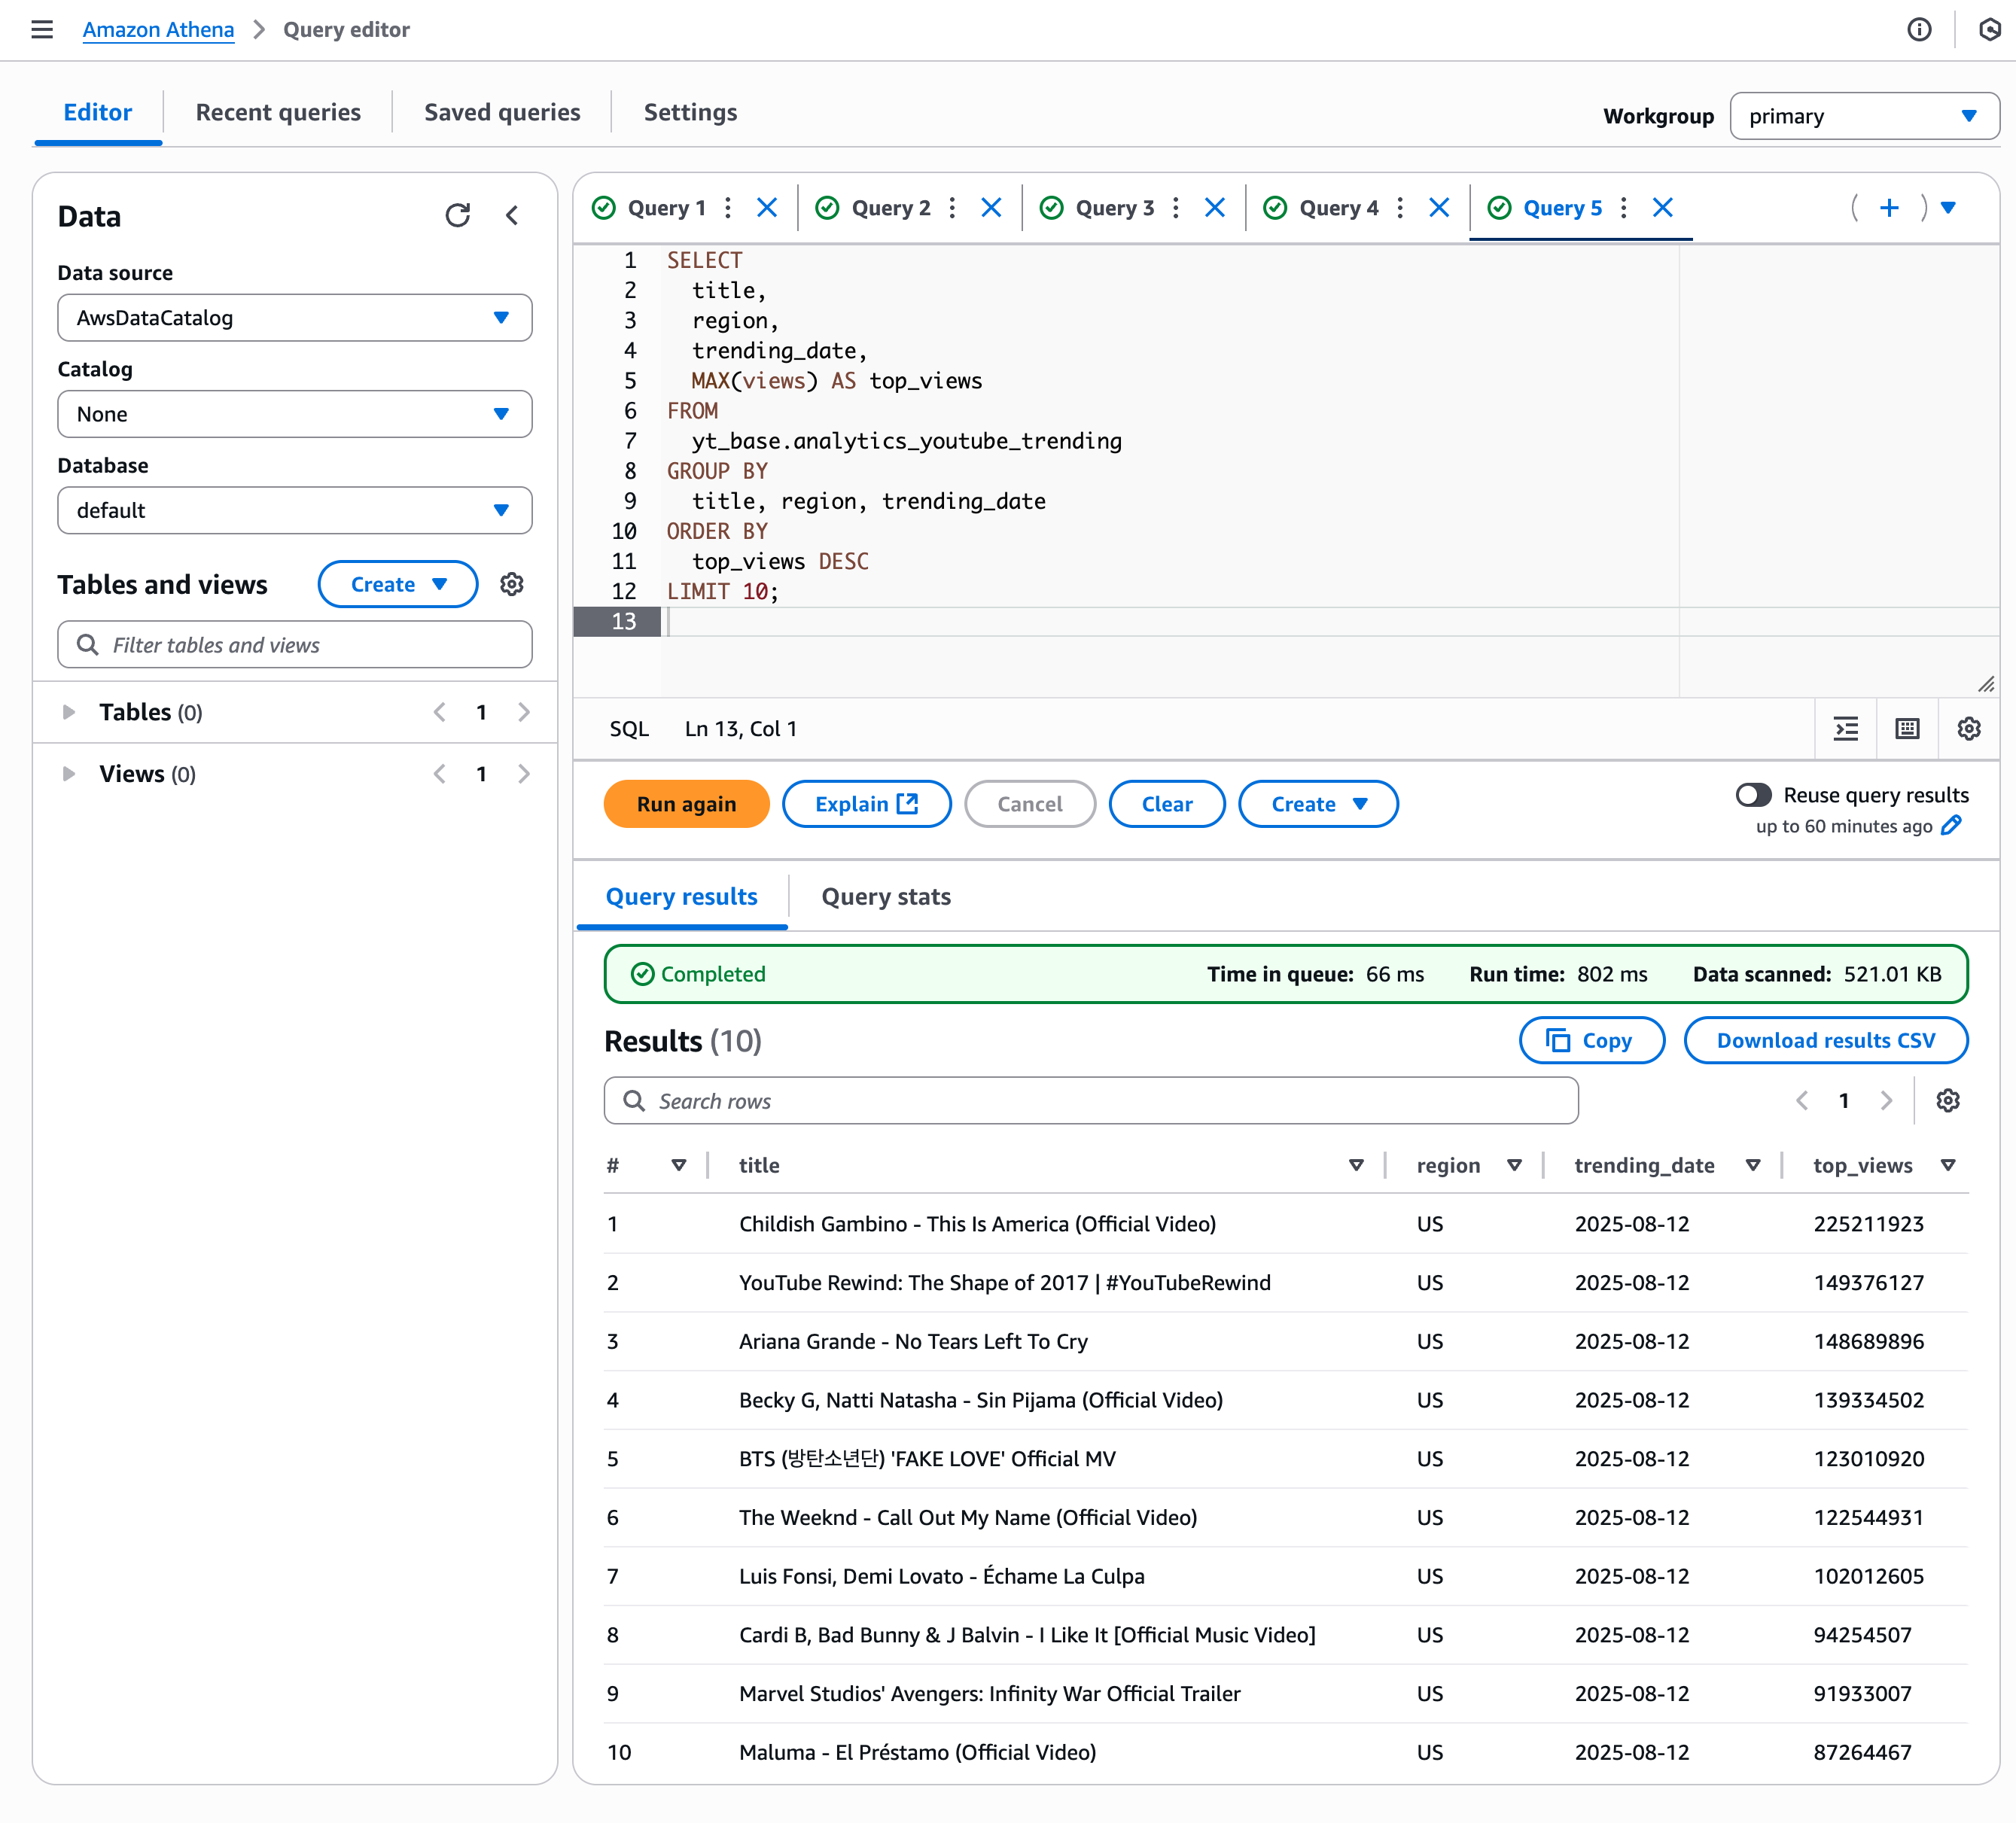 Amazon Athena > Query editor
Editor
Recent queries
Saved queries
Settings
Workgroup
primary
Data
Data source
AwsDataCatalog
Catalog
None
Database
default
Tables and views
Create
Filter tables and views
Tables (0)
1
Views (0)
1
Query 1
Query 2
Query 3
Query 4
Query 5
1 SELECT
2 title,
3 region,
4 trending_date,
5 MAX(views) AS top_views
6 FROM
7 yt_base.analytics_youtube_trending
8 GROUP BY
9 title, region, trending_date
10 ORDER BY
11 top_views DESC
12 LIMIT 10;
13
SQL Ln 13, Col 1
Run again
Explain
Cancel
Clear
Create
Reuse query results
up to 60 minutes ago
Query results
Query stats
Completed
Time in queue: 66 ms
Run time: 802 ms
Data scanned: 521.01 KB
Results (10)
Copy
Download results CSV
Search rows
1
# title region trending_date top_views
1 Childish Gambino - This Is America (Official Video) US 2025-08-12 225211923
2 YouTube Rewind: The Shape of 2017 | #YouTubeRewind US 2025-08-12 149376127
3 Ariana Grande - No Tears Left To Cry US 2025-08-12 148689896
4 Becky G, Natti Natasha - Sin Pijama (Official Video) US 2025-08-12 139334502
5 BTS (방탄소년단) 'FAKE LOVE' Official MV US 2025-08-12 123010920
6 The Weeknd - Call Out My Name (Official Video) US 2025-08-12 122544931
7 Luis Fonsi, Demi Lovato - Échame La Culpa US 2025-08-12 102012605
8 Cardi B, Bad Bunny & J Balvin - I Like It [Official Music Video] US 2025-08-12 94254507
9 Marvel Studios' Avengers: Infinity War Official Trailer US 2025-08-12 91933007
10 Maluma - El Préstamo (Official Video) US 2025-08-12 87264467